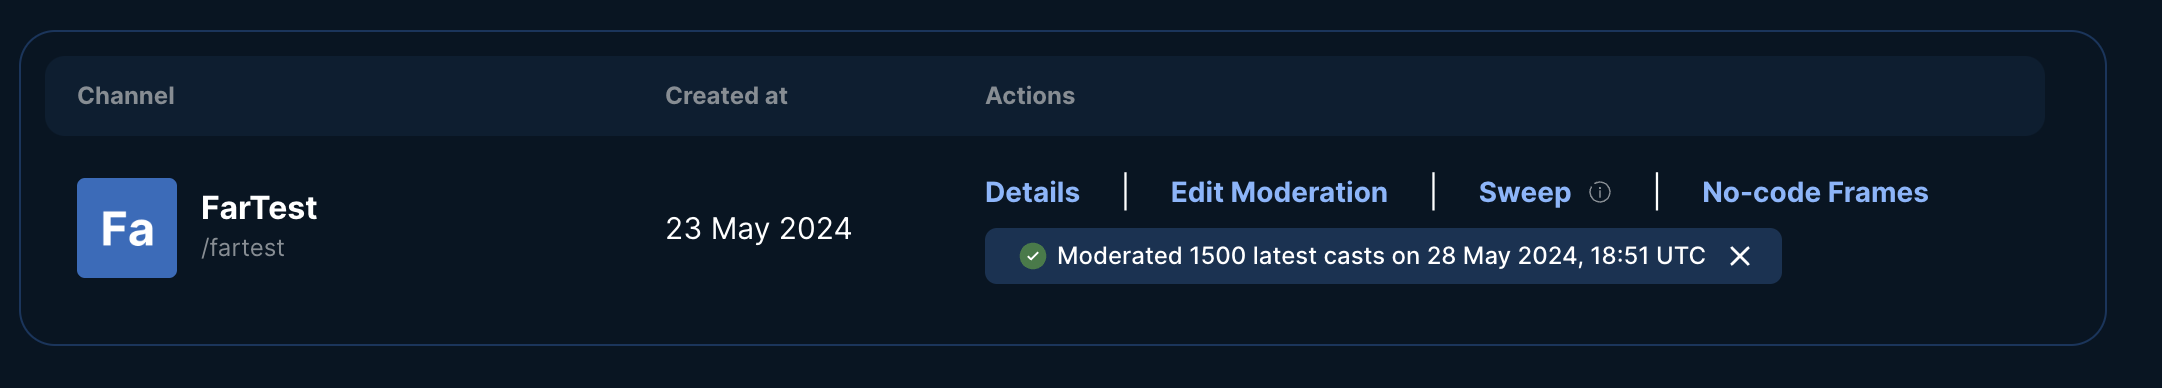 Channel Created at Actions
Fa
FarTest
/fartest
23 May 2024
Details | Edit Moderation | Sweep ⓘ | No-code Frames
Moderated 1500 latest casts on 28 May 2024, 18:51 UTC